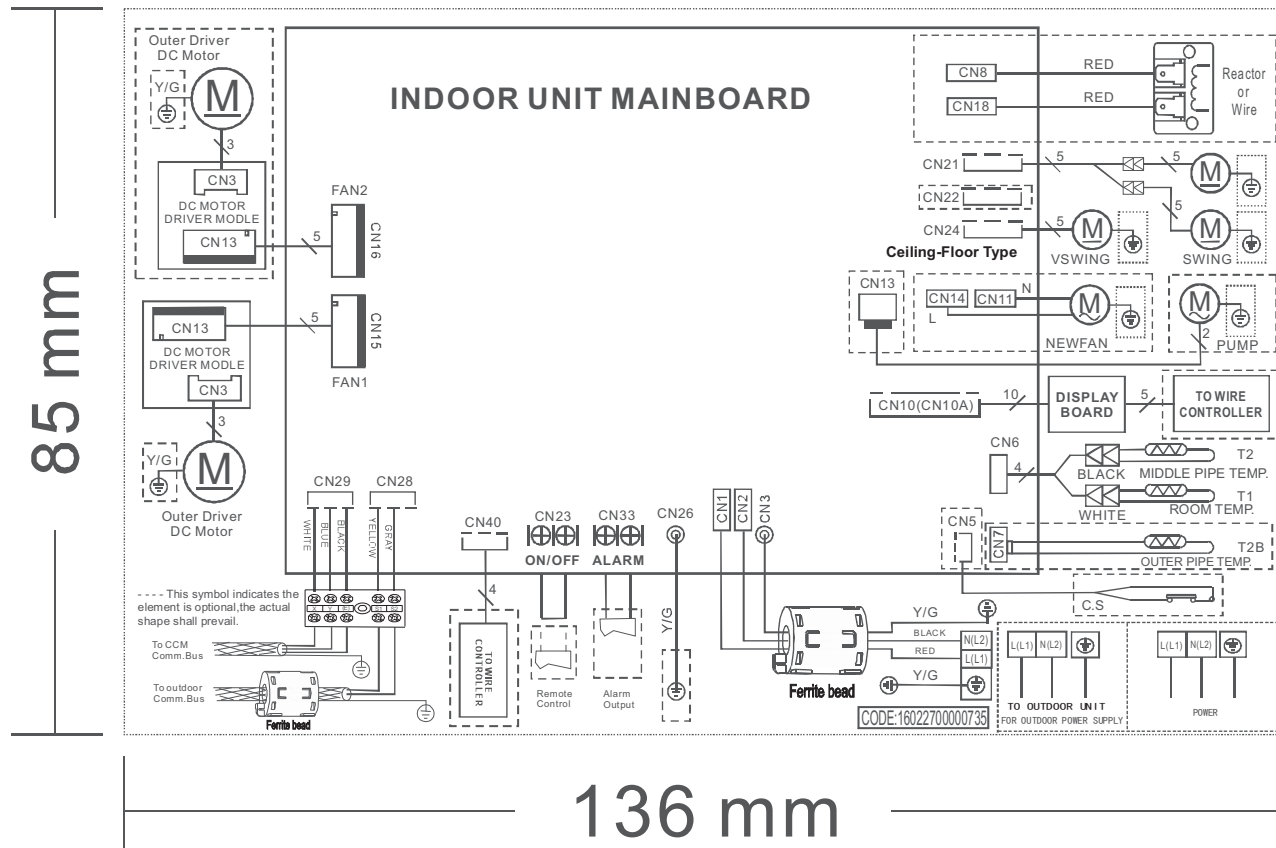 85 mm
136 mm
INDOOR UNIT MAINBOARD
Outer Driver
DC Motor
Y/G
M
3
CN3
DC MOTOR
DRIVER MODLE
CN13
5
FAN2
CN16
CN13
DC MOTOR
DRIVER MODLE
CN3
5
CN15
FAN1
3
Y/G
M
Outer Driver
DC Motor
CN8
RED
CN18
RED
Reactor
or
Wire
CN21
5
5
M
CN22
5
CN24
5
M
M
Ceiling-Floor Type
VSWING
SWING
CN13
CN14
CN11
N
L
M
NEWFAN
M
2
PUMP
CN10(CN10A)
10
DISPLAY
BOARD
5
TO WIRE
CONTROLLER
CN6
4
BLACK
T2
MIDDLE PIPE TEMP.
WHITE
T1
ROOM TEMP.
CN5
CN7
T2B
OUTER PIPE TEMP.
C.S
CN29
CN28
WHITE
BLUE
BLACK
YELLOW
GRAY
X
Y
E
S1
S2
---- This symbol indicates the
element is optional,the actual
shape shall prevail.
To CCM
Comm.Bus
To outdoor
Comm.Bus
Ferrite bead
CN40
4
TO WIRE
CONTROLLER
CN23
ON/OFF
Remote
Control
CN33
ALARM
Alarm
Output
CN26
Y/G
CN1
CN2
CN3
Ferrite bead
Y/G
BLACK
RED
Y/G
N(L2)
L(L1)
CODE:16022700000735
L(L1)
N(L2)
TO OUTDOOR UNIT
FOR OUTDOOR POWER SUPPLY
L(L1)
N(L2)
POWER